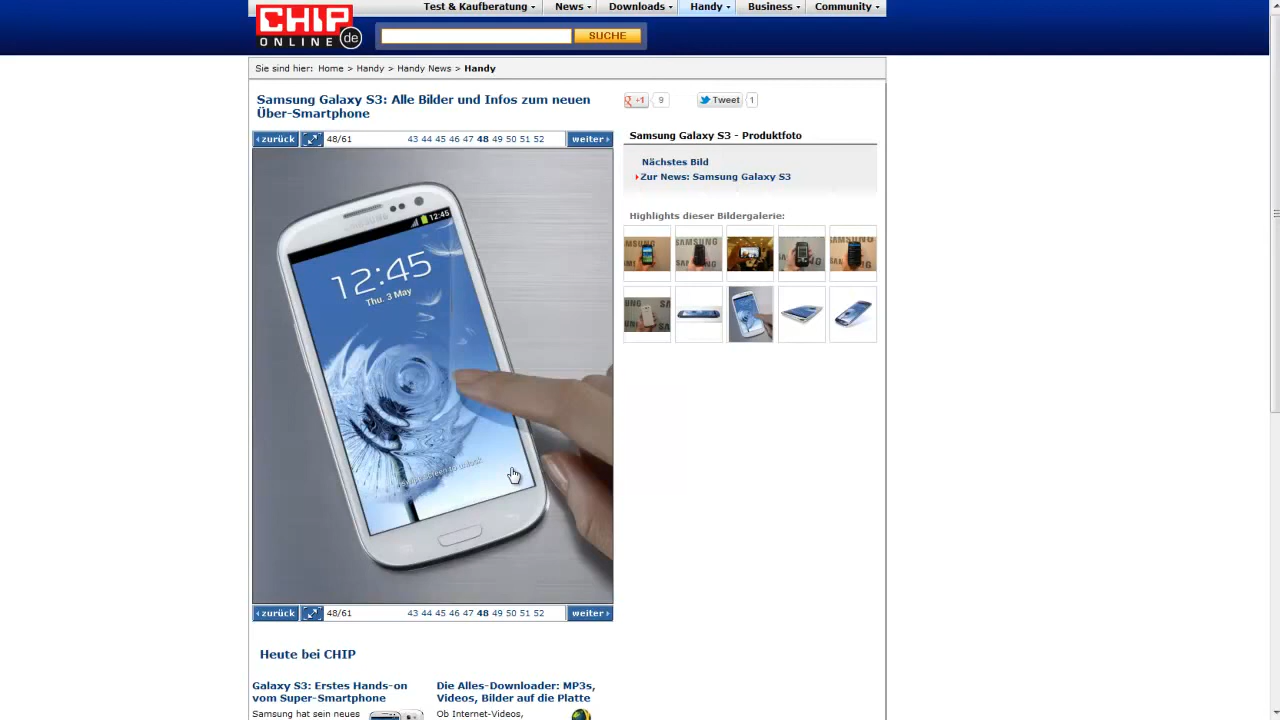 Test & Kaufberatung News Downloads Handy Business Community
CHIP
ONLINE de
SUCHE
Sie sind hier: Home > Handy > Handy News > Handy
Samsung Galaxy S3: Alle Bilder und Infos zum neuen
Über-Smartphone
+1 9 Tweet 1
zurück 48/61 43 44 45 46 47 48 49 50 51 52 weiter
Samsung Galaxy S3 - Produktfoto
Nächstes Bild
Zur News: Samsung Galaxy S3
Highlights dieser Bildergalerie:
SAMSUNG
12:45
12:45
Thu. 3 May
screen to unlock
zurück 48/61 43 44 45 46 47 48 49 50 51 52 weiter
Heute bei CHIP
Galaxy S3: Erstes Hands-on
vom Super-Smartphone
Samsung hat sein neues
Die Alles-Downloader: MP3s,
Videos, Bilder auf die Platte
Ob Internet-Videos,